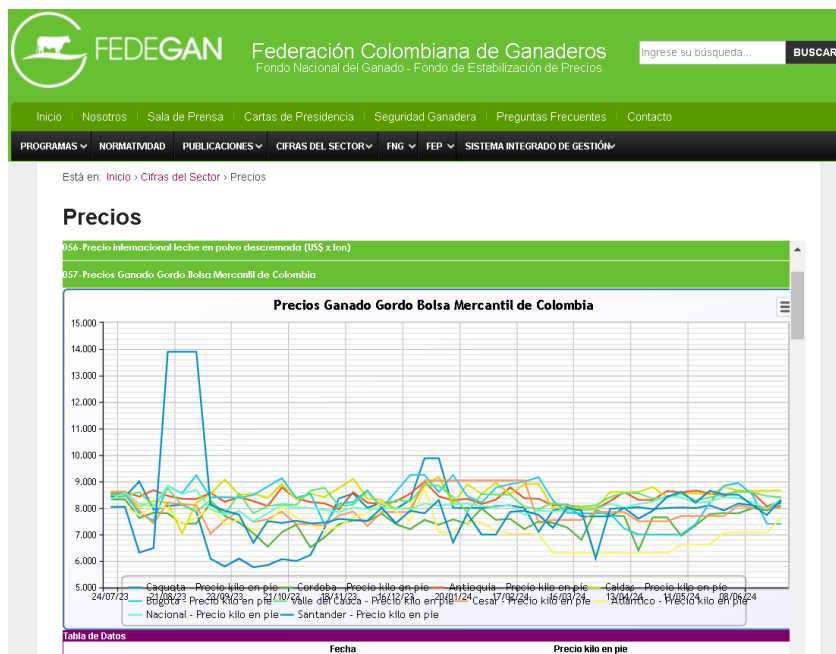 FEDEGAN
Federación Colombiana de Ganaderos
Fondo Nacional del Ganado - Fondo de Estabilización de Precios
Ingrese su búsqueda...
BUSCAR
Inicio Nosotros Sala de Prensa Cartas de Presidencia Seguridad Ganadera Preguntas Frecuentes Contacto
PROGRAMAS NORMATIVIDAD PUBLICACIONES CIFRAS DEL SECTOR FNG FEP SISTEMA INTEGRADO DE GESTIÓN
Está en: Inicio › Cifras del Sector › Precios
Precios
056-Precio internacional leche en polvo descremada (US$ x ton)
057-Precios Ganado Gordo Bolsa Mercantil de Colombia
Precios Ganado Gordo Bolsa Mercantil de Colombia
15.000
14.000
13.000
12.000
11.000
10.000
9.000
8.000
7.000
6.000
5.000
Caqueta - Precio kilo en pie Cordoba - Precio kilo en pie Antioquia - Precio kilo en pie Caldas - Precio kilo en pie
24/07/23 21/08/23 23/09/23 21/10/23 18/11/23 16/12/23 20/01/24 17/02/24 16/03/24 13/04/24 11/05/24 08/06/24
Bogota - Precio kilo en pie Valle del Cauca - Precio kilo en pie Cesar - Precio kilo en pie Atlantico - Precio kilo en pie
Nacional - Precio kilo en pie Santander - Precio kilo en pie
Tabla de Datos
Fecha Precio kilo en pie